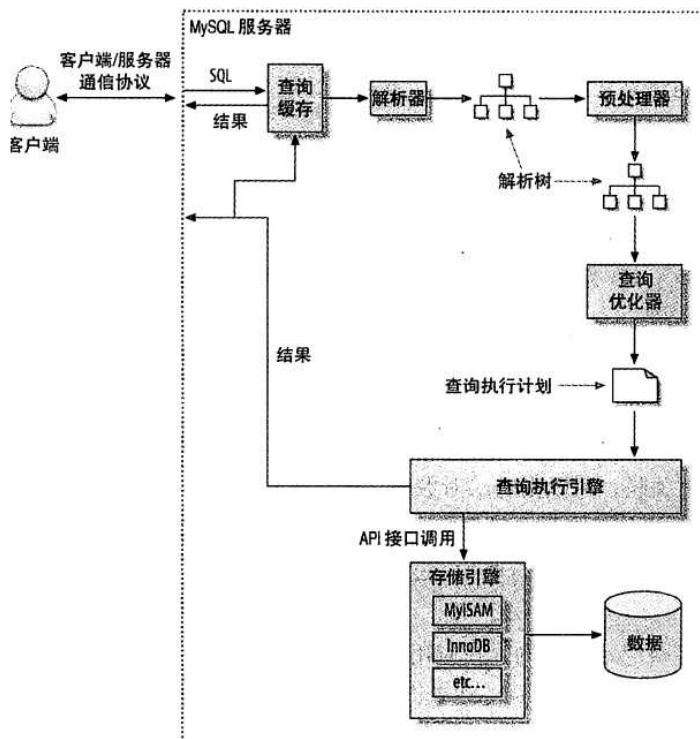 MySQL 服务器
客户端/服务器
通信协议
客户端
SQL
结果
查询
缓存
解析器
预处理器
解析树
查询
优化器
结果
查询执行计划
查询执行引擎
API 接口调用
存储引擎
MyISAM
InnoDB
etc...
数据